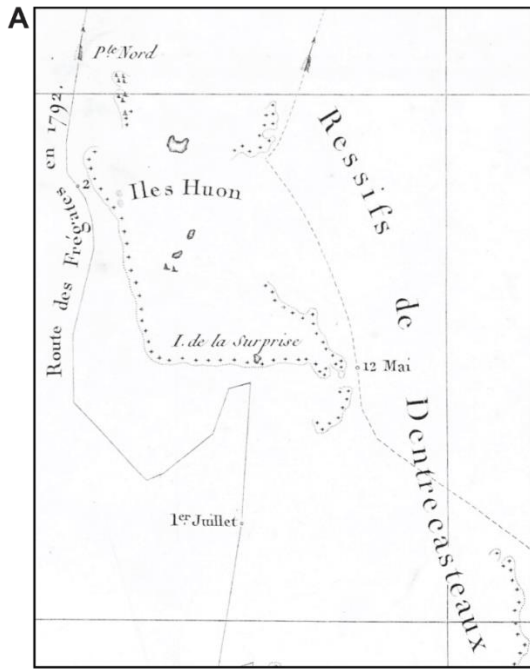 A
Pte Nord
Route des Frégates en 1792.
2
Iles Huon
Ressifs de Dentrecasteaux
I. de la Surprise
12 Mai
1er Juillet